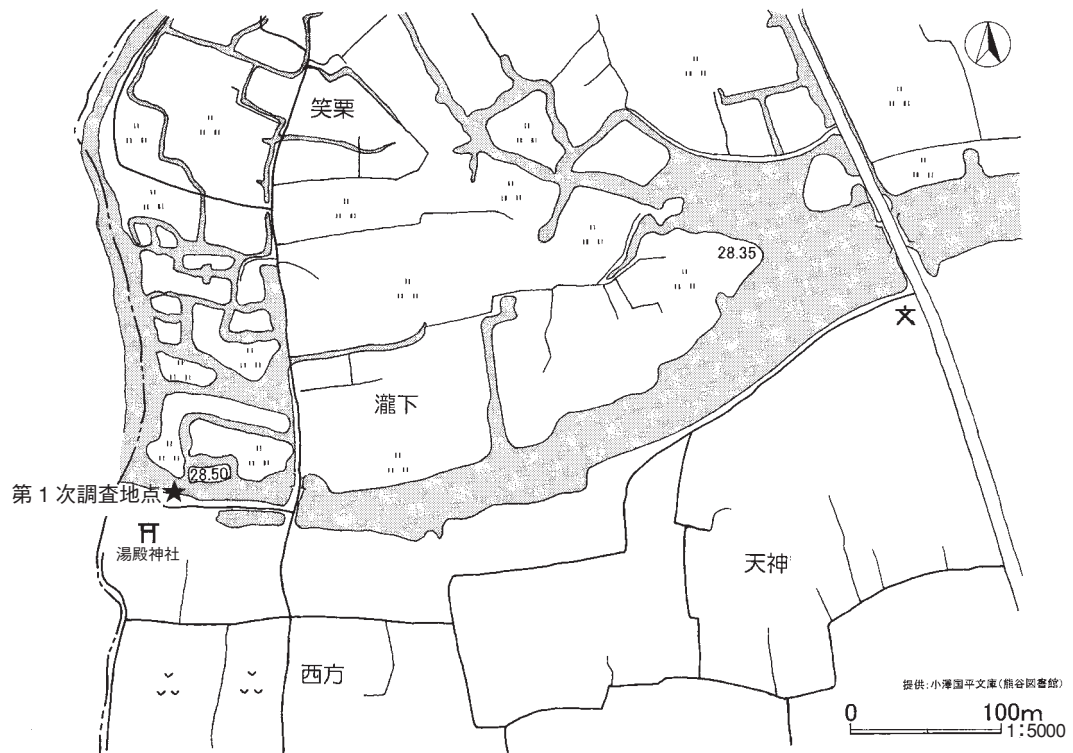 笑栗
28.35
文
瀧下
28.50
第1次調査地点★
湯殿神社
天神
西方
提供:小澤国平文庫(熊谷図書館)
0 100m
1:5000